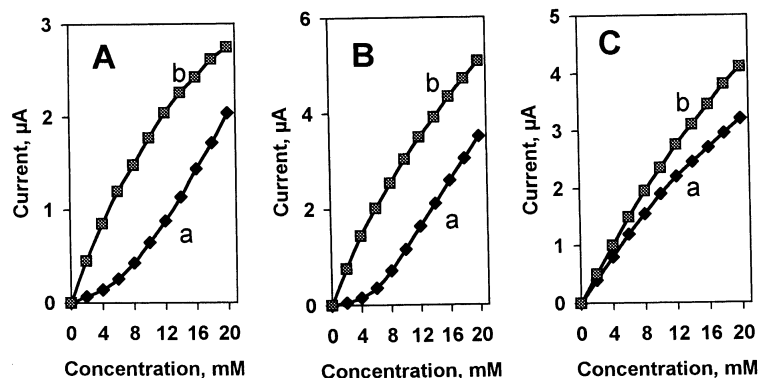 A
b
a
3
2
1
0
Current, µA
0 4 8 12 16 20
Concentration, mM
B
b
a
6
4
2
0
Current, µA
0 4 8 12 16 20
Concentration, mM
C
b
a
5
4
3
2
1
0
Current, µA
0 4 8 12 16 20
Concentration, mM